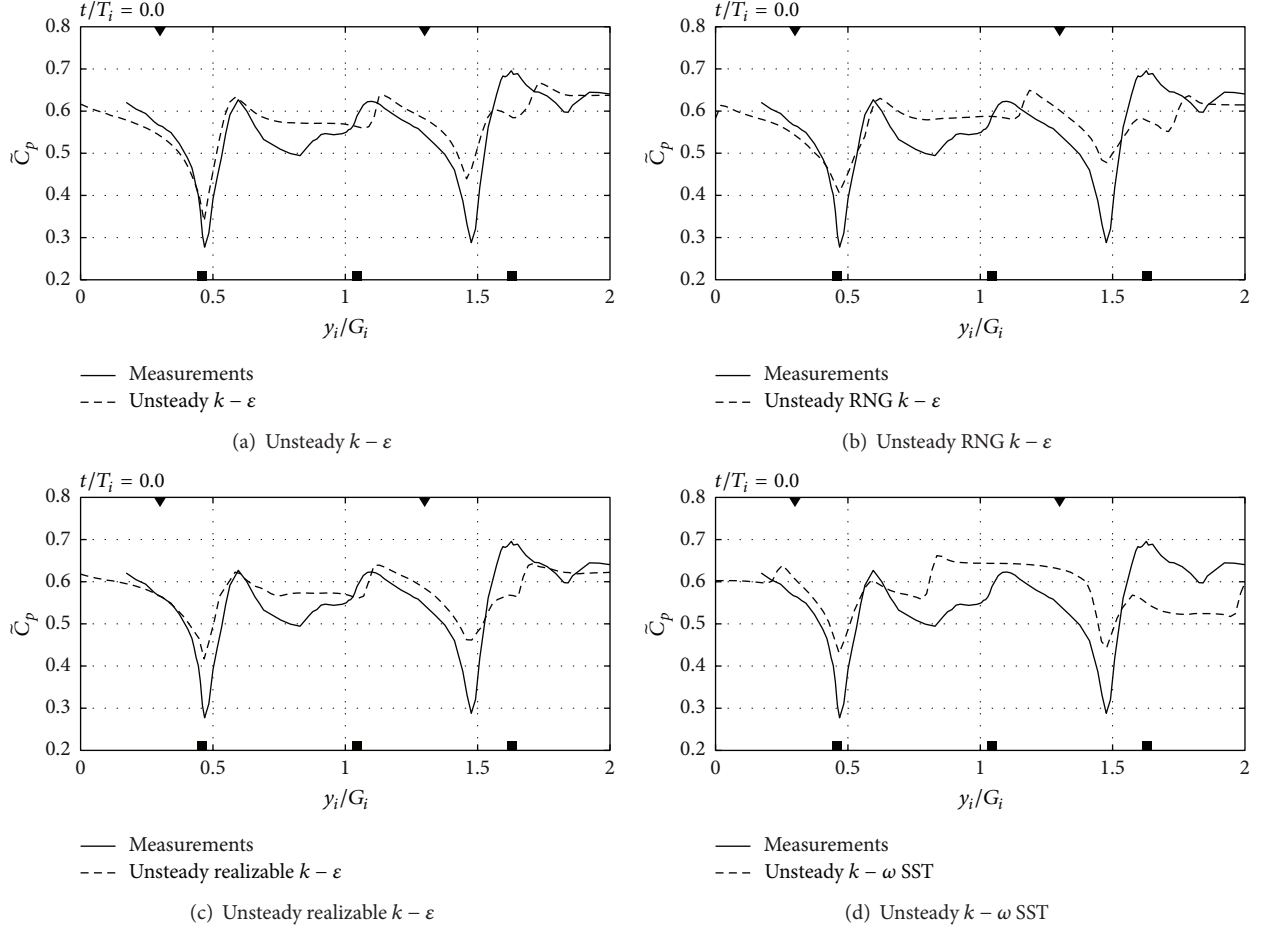 t/T_i = 0.0
0.8
0.7
0.6
0.5
0.4
0.3
0.2
C̃_p
0
0.5
1
1.5
2
y_i/G_i
Measurements
Unsteady k − ε
(a) Unsteady k − ε
t/T_i = 0.0
0.8
0.7
0.6
0.5
0.4
0.3
0.2
C̃_p
0
0.5
1
1.5
2
y_i/G_i
Measurements
Unsteady RNG k − ε
(b) Unsteady RNG k − ε
t/T_i = 0.0
0.8
0.7
0.6
0.5
0.4
0.3
0.2
C̃_p
0
0.5
1
1.5
2
y_i/G_i
Measurements
Unsteady realizable k − ε
(c) Unsteady realizable k − ε
t/T_i = 0.0
0.8
0.7
0.6
0.5
0.4
0.3
0.2
C̃_p
0
0.5
1
1.5
2
y_i/G_i
Measurements
Unsteady k − ω SST
(d) Unsteady k − ω SST